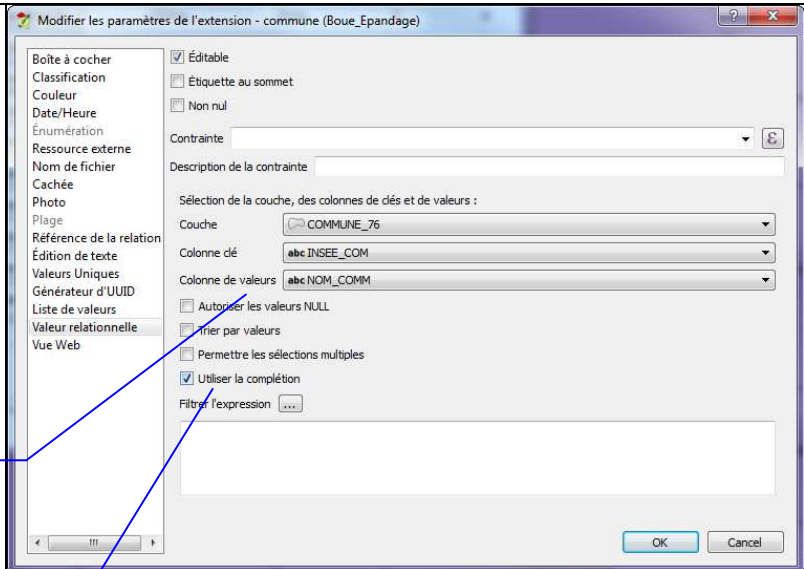 Modifier les paramètres de l'extension - commune (Boue_Epandage)
Boîte à cocher
Classification
Couleur
Date/Heure
Énumération
Ressource externe
Nom de fichier
Cachée
Photo
Plage
Référence de la relation
Édition de texte
Valeurs Uniques
Générateur d'UUID
Liste de valeurs
Valeur relationnelle
Vue Web
Éditable
Étiquette au sommet
Non nul
Contrainte
ε
Description de la contrainte
Sélection de la couche, des colonnes de clés et de valeurs :
Couche COMMUNE_76
Colonne clé abc INSEE_COM
Colonne de valeurs abc NOM_COMM
Autoriser les valeurs NULL
Trier par valeurs
Permettre les sélections multiples
Utiliser la complétion
Filtrer l'expression ...
OK Cancel